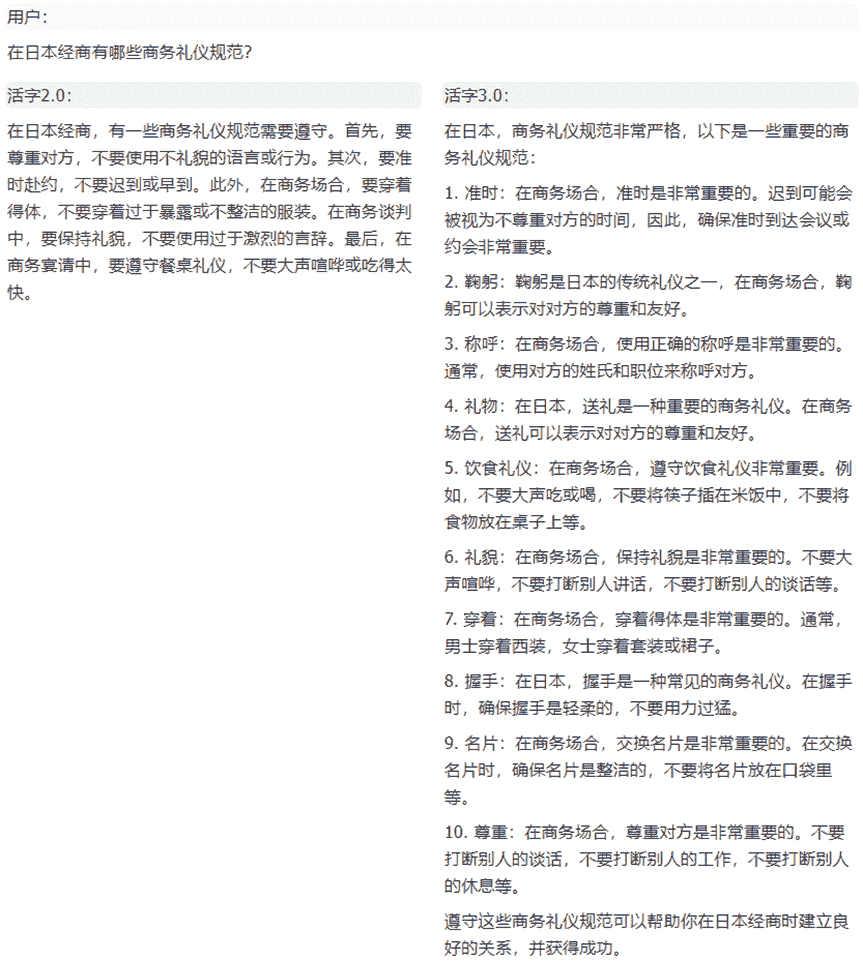 用户：
在日本经商有哪些商务礼仪规范？
活字2.0：
在日本经商，有一些商务礼仪规范需要遵守。首先，要
尊重对方，不要使用不礼貌的语言或行为。其次，要准
时赴约，不要迟到或早到。此外，在商务场合，要穿着
得体，不要穿着过于暴露或不整洁的服装。在商务谈判
中，要保持礼貌，不要使用过于激烈的言辞。最后，在
商务宴请中，要遵守餐桌礼仪，不要大声喧哗或吃得太
快。
活字3.0：
在日本，商务礼仪规范非常严格，以下是一些重要的商
务礼仪规范：
1. 准时：在商务场合，准时是非常重要的。迟到可能会
被视为不尊重对方的时间，因此，确保准时到达会议或
约会非常重要。
2. 鞠躬：鞠躬是日本的传统礼仪之一，在商务场合，鞠
躬可以表示对对方的尊重和友好。
3. 称呼：在商务场合，使用正确的称呼是非常重要的。
通常，使用对方的姓氏和职位来称呼对方。
4. 礼物：在日本，送礼是一种重要的商务礼仪。在商务
场合，送礼可以表示对对方的尊重和友好。
5. 饮食礼仪：在商务场合，遵守饮食礼仪非常重要。例
如，不要大声吃或喝，不要将筷子插在米饭中，不要将
食物放在桌子上等。
6. 礼貌：在商务场合，保持礼貌是非常重要的。不要大
声喧哗，不要打断别人讲话，不要打断别人的谈话等。
7. 穿着：在商务场合，穿着得体是非常重要的。通常，
男士穿着西装，女士穿着套装或裙子。
8. 握手：在日本，握手是一种常见的商务礼仪。在握手
时，确保握手是轻柔的，不要用力过猛。
9. 名片：在商务场合，交换名片是非常重要的。在交换
名片时，确保名片是整洁的，不要将名片放在口袋里
等。
10. 尊重：在商务场合，尊重对方是非常重要的。不要
打断别人的谈话，不要打断别人的工作，不要打断别人
的休息等。
遵守这些商务礼仪规范可以帮助你在日本经商时建立良
好的关系，并获得成功。